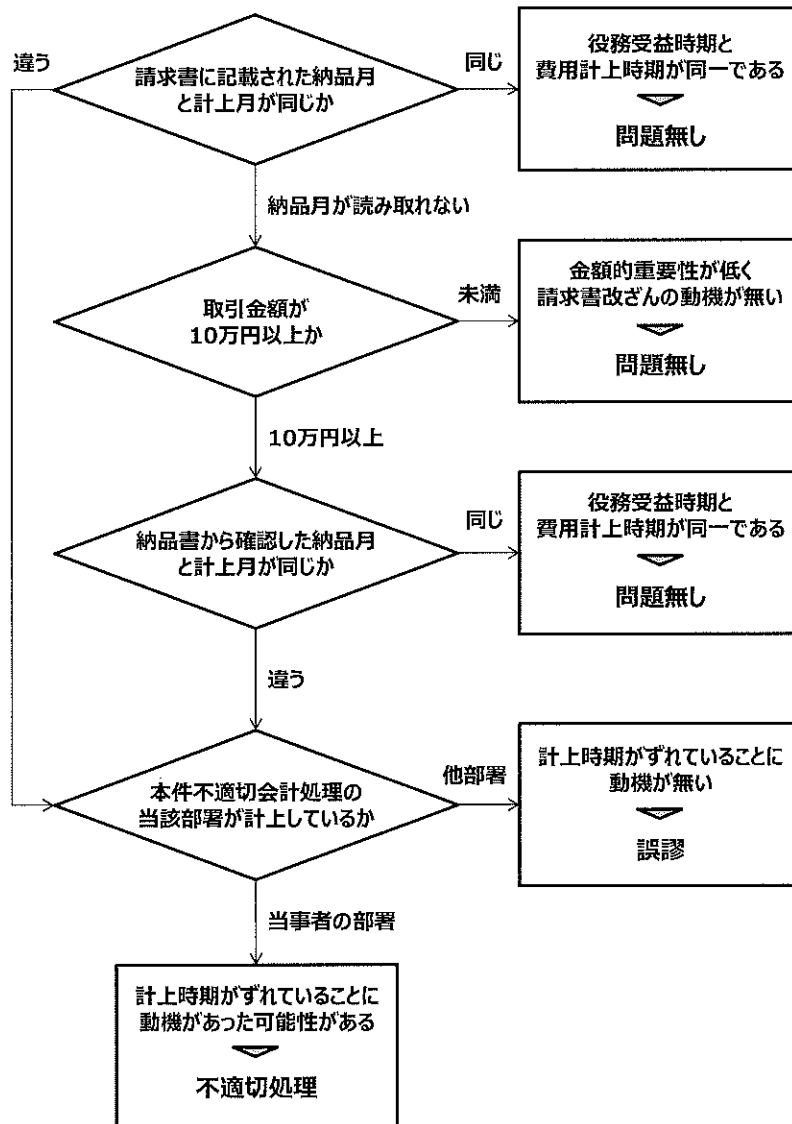 違う
請求書に記載された納品月
と計上月が同じか
同じ
役務受益時期と
費用計上時期が同一である
問題無し
納品月が読み取れない
取引金額が
10万円以上か
未満
金額的重要性が低く
請求書改ざんの動機が無い
問題無し
10万円以上
納品書から確認した納品月
と計上月が同じか
同じ
役務受益時期と
費用計上時期が同一である
問題無し
違う
本件不適切会計処理の
当該部署が計上しているか
他部署
計上時期がずれていることに
動機が無い
誤謬
当事者の部署
計上時期がずれていることに
動機があった可能性がある
不適切処理